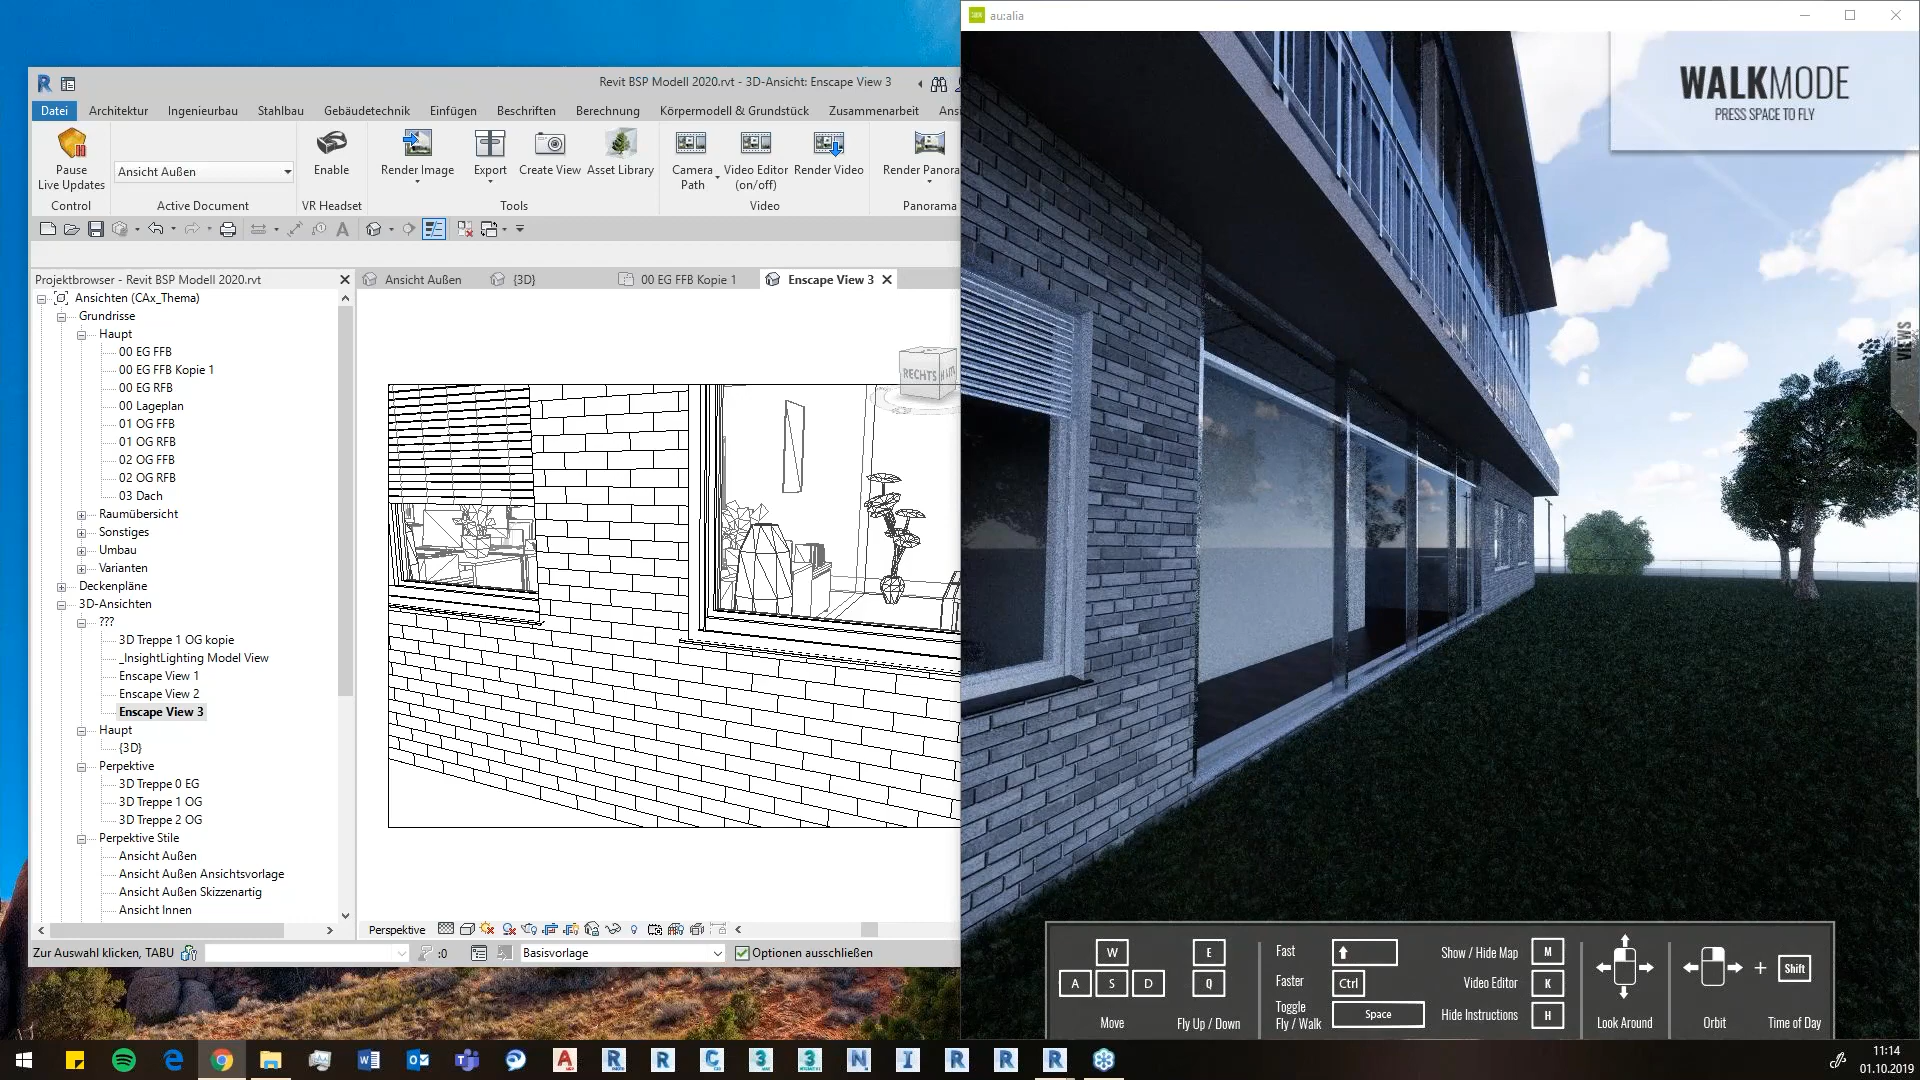 au:alia
WALKMODE
PRESS SPACE TO FLY
VIEWS
Revit BSP Modell 2020.rvt - 3D-Ansicht: Enscape View 3
Datei Architektur Ingenieurbau Stahlbau Gebäudetechnik Einfügen Beschriften Berechnung Körpermodell & Grundstück Zusammenarbeit Ans
Pause
Live Updates
Ansicht Außen
Enable
Render Image
Export
Create View
Asset Library
Camera
Path
Video Editor
(on/off)
Render Video
Render Panora
Control Active Document VR Headset Tools Video Panorama
Projektbrowser - Revit BSP Modell 2020.rvt
Ansicht Außen {3D} 00 EG FFB Kopie 1 Enscape View 3
Ansichten (CAx_Thema)
Grundrisse
Haupt
00 EG FFB
00 EG FFB Kopie 1
00 EG RFB
00 Lageplan
01 OG FFB
01 OG RFB
02 OG FFB
02 OG RFB
03 Dach
Raumübersicht
Sonstiges
Umbau
Varianten
Deckenpläne
3D-Ansichten
???
3D Treppe 1 OG kopie
_InsightLighting Model View
Enscape View 1
Enscape View 2
Enscape View 3
Haupt
{3D}
Perpektive
3D Treppe 0 EG
3D Treppe 1 OG
3D Treppe 2 OG
Perpektive Stile
Ansicht Außen
Ansicht Außen Ansichtsvorlage
Ansicht Außen Skizzenartig
Ansicht Innen
RECHTS
Perspektive
Zur Auswahl klicken, TABU
:0
Basisvorlage
Optionen ausschließen
W
A S D
Move
E
Q
Fly Up / Down
Fast
Faster Ctrl
Toggle
Fly / Walk
Space
Show / Hide Map M
Video Editor K
Hide Instructions H
Look Around
Orbit
+ Shift
Time of Day
11:14
01.10.2019